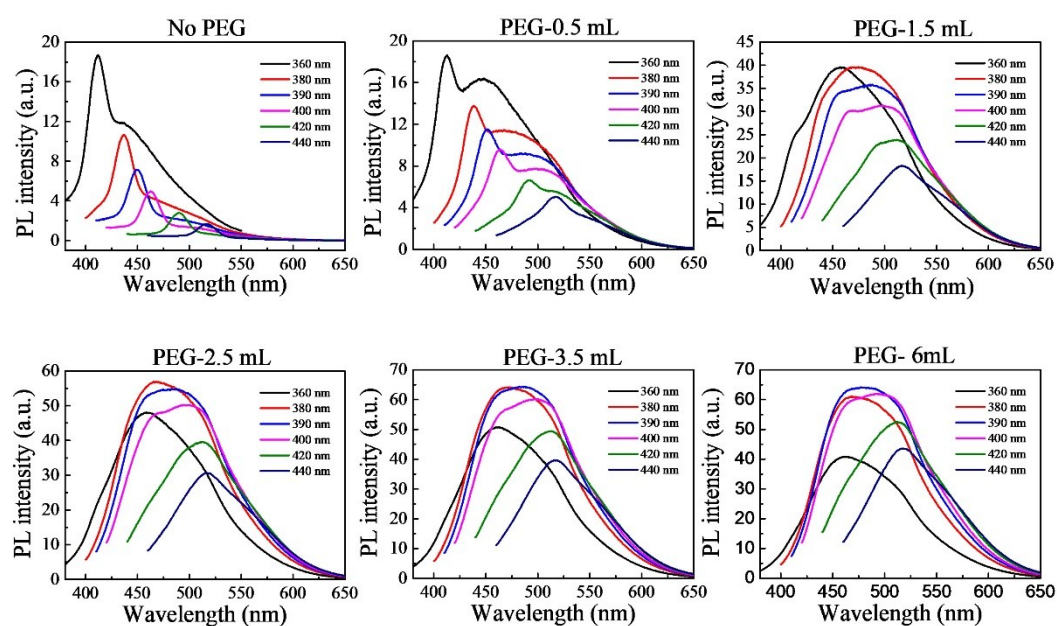 No PEG
PL intensity (a.u.)
20
16
12
8
4
0
360 nm
380 nm
390 nm
400 nm
420 nm
440 nm
400 450 500 550 600 650
Wavelength (nm)
PEG-0.5 mL
PL intensity (a.u.)
20
16
12
8
4
0
360 nm
380 nm
390 nm
400 nm
420 nm
440 nm
400 450 500 550 600 650
Wavelength (nm)
PEG-1.5 mL
PL intensity (a.u.)
45
40
35
30
25
20
15
10
5
0
360 nm
380 nm
390 nm
400 nm
420 nm
440 nm
400 450 500 550 600 650
Wavelength (nm)
PEG-2.5 mL
PL intensity (a.u.)
60
50
40
30
20
10
0
360 nm
380 nm
390 nm
400 nm
420 nm
440 nm
400 450 500 550 600 650
Wavelength (nm)
PEG-3.5 mL
PL intensity (a.u.)
70
60
50
40
30
20
10
0
360 nm
380 nm
390 nm
400 nm
420 nm
440 nm
400 450 500 550 600 650
Wavelength (nm)
PEG- 6mL
PL intensity (a.u.)
70
60
50
40
30
20
10
0
360 nm
380 nm
390 nm
400 nm
420 nm
440 nm
400 450 500 550 600 650
Wavelength (nm)